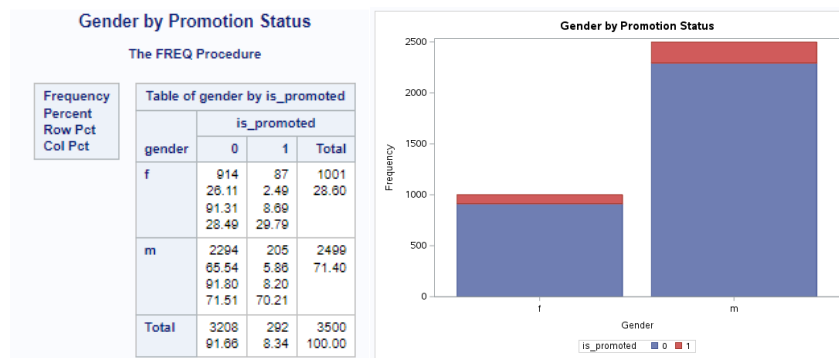 Gender by Promotion Status
The FREQ Procedure
Frequency
Percent
Row Pct
Col Pct
Table of gender by is_promoted
is_promoted
gender 0 1 Total
f 914 87 1001
26.11 2.49 28.60
91.31 8.69
28.49 29.79
m 2294 205 2499
65.54 5.86 71.40
91.80 8.20
71.51 70.21
Total 3208 292 3500
91.66 8.34 100.00
Gender by Promotion Status
2500
2000
1500
1000
500
0
Frequency
f m
Gender
is_promoted 0 1